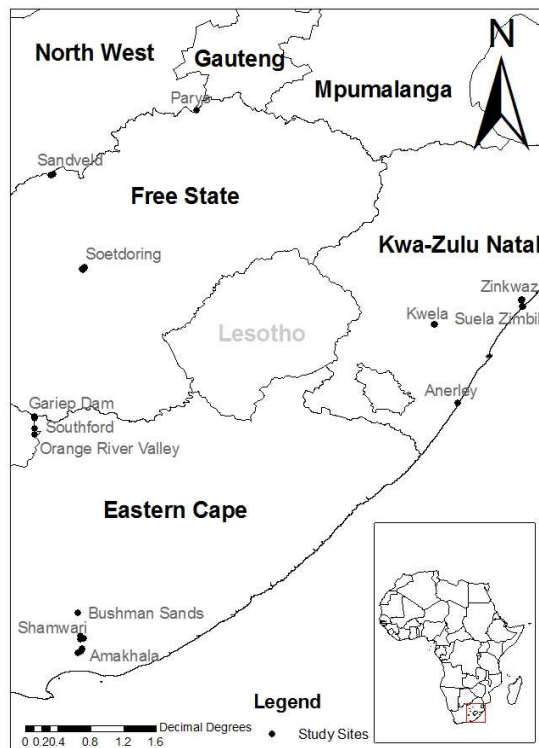 North West
Gauteng
N
Mpumalanga
Parys
Sandveld
Free State
Soetdoring
Kwa-Zulu Natal
Zinkwaz
Kwela
Suela Zimbil
Lesotho
Anerley
Gariep Dam
Southford
Orange River Valley
Eastern Cape
Bushman Sands
Shamwari
Amakhala
Legend
Study Sites
Decimal Degrees
0 0.20.4 0.8 1.2 1.6